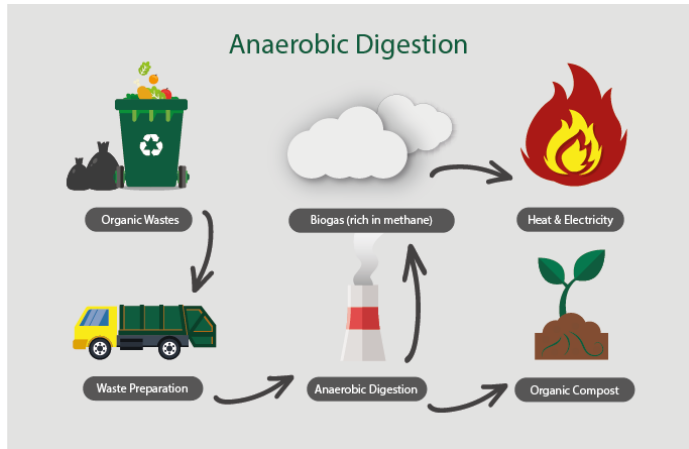 Anaerobic Digestion
Organic Wastes
Biogas (rich in methane)
Heat & Electricity
Waste Preparation
Anaerobic Digestion
Organic Compost